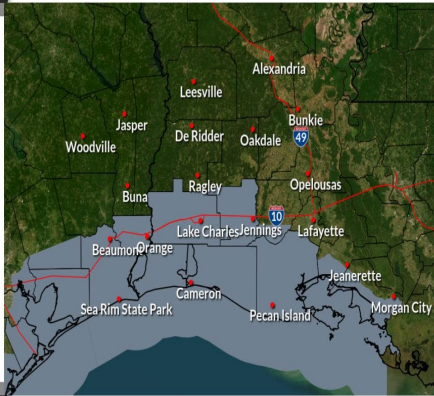 Alexandria
Leesville
Jasper
Bunkie
De Ridder
Oakdale
49
Woodville
Ragley
Opelousas
Buna
10
Lake Charles
Jennings
Lafayette
Beaumont
Orange
Jeanerette
Cameron
Sea Rim State Park
Pecan Island
Morgan City